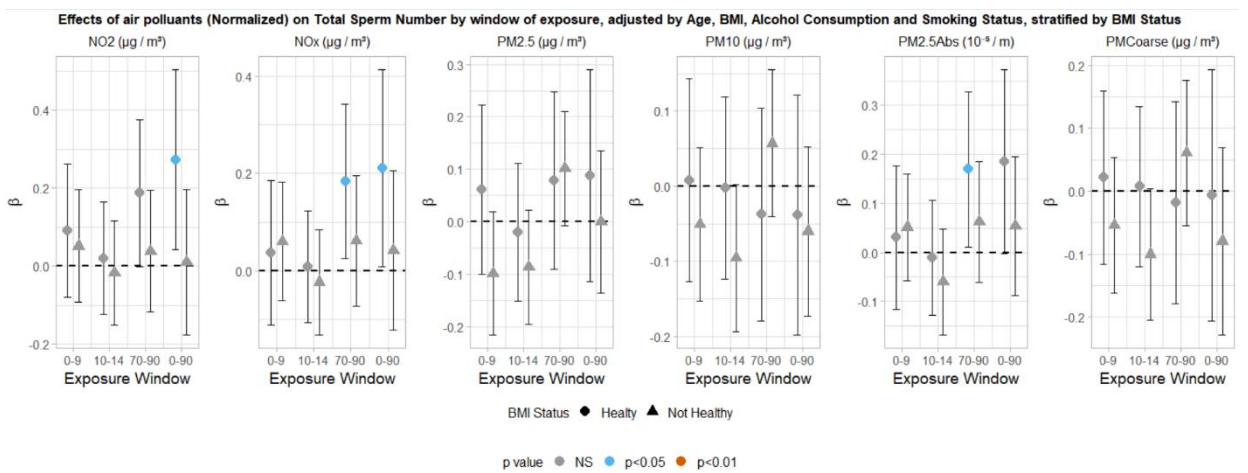 Effects of air polluants (Normalized) on Total Sperm Number by window of exposure, adjusted by Age, BMI, Alcohol Consumption and Smoking Status, stratified by BMI Status
NO2 (µg / m³)
0.4
0.2
0.0
-0.2
β
0-9 10-14 70-90 0-90
Exposure Window
NOx (µg / m³)
0.4
0.2
0.0
β
0-9 10-14 70-90 0-90
Exposure Window
PM2.5 (µg / m³)
0.3
0.2
0.1
0.0
-0.1
-0.2
β
0-9 10-14 70-90 0-90
Exposure Window
PM10 (µg / m³)
0.1
0.0
-0.1
-0.2
β
0-9 10-14 70-90 0-90
Exposure Window
PM2.5Abs (10⁻⁵ / m)
0.3
0.2
0.1
0.0
-0.1
β
0-9 10-14 70-90 0-90
Exposure Window
PMCoarse (µg / m³)
0.2
0.1
0.0
-0.1
-0.2
β
0-9 10-14 70-90 0-90
Exposure Window
BMI Status Healty Not Healthy
p value NS p<0.05 p<0.01